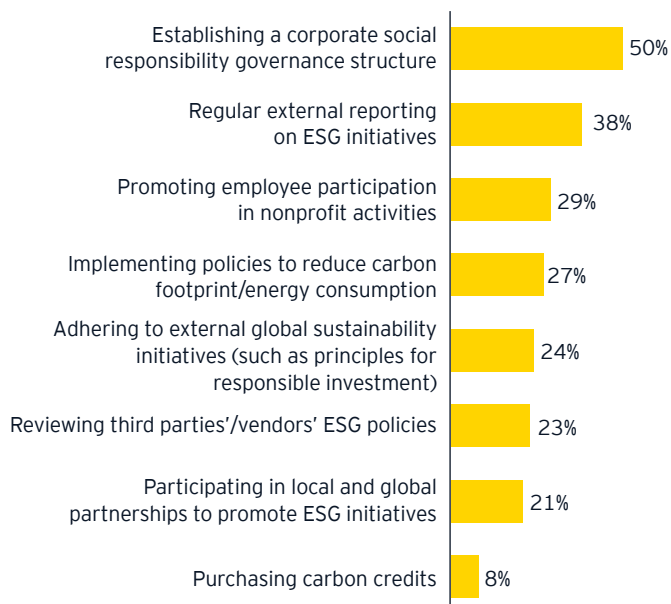 Establishing a corporate social
responsibility governance structure
50%
Regular external reporting
on ESG initiatives
38%
Promoting employee participation
in nonprofit activities
29%
Implementing policies to reduce carbon
footprint/energy consumption
27%
Adhering to external global sustainability
initiatives (such as principles for
responsible investment)
24%
Reviewing third parties’/vendors’ ESG policies
23%
Participating in local and global
partnerships to promote ESG initiatives
21%
Purchasing carbon credits
8%